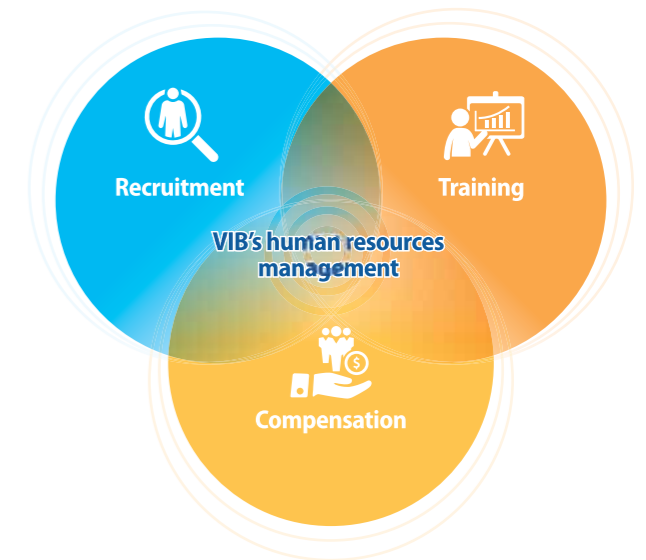 Recruitment
Training
VIB's human resources
management
$
Compensation